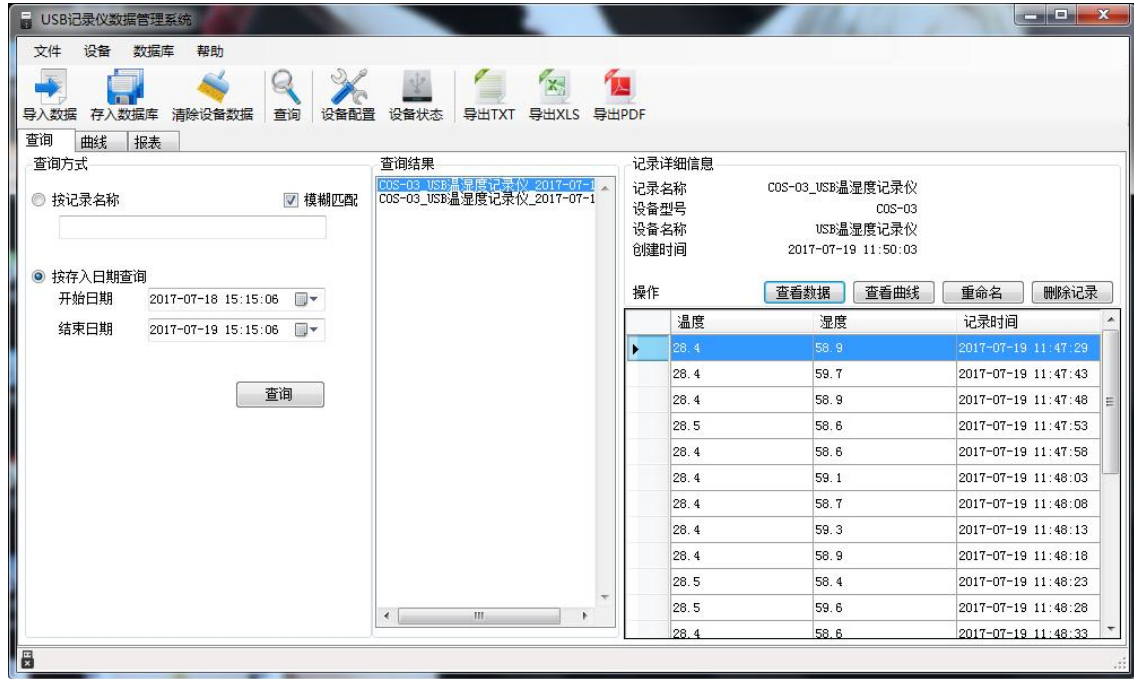 USB记录仪数据管理系统
文件 设备 数据库 帮助
导入数据 存入数据库 清除设备数据 查询 设备配置 设备状态 导出TXT 导出XLS 导出PDF
查询 曲线 报表
查询方式
按记录名称 模糊匹配
按存入日期查询
开始日期 2017-07-18 15:15:06
结束日期 2017-07-19 15:15:06
查询
查询结果
COS-03_USB温湿度记录仪_2017-07-1
COS-03_USB温湿度记录仪_2017-07-1
记录详细信息
记录名称 COS-03_USB温湿度记录仪
设备型号 COS-03
设备名称 USB温湿度记录仪
创建时间 2017-07-19 11:50:03
操作 查看数据 查看曲线 重命名 删除记录
温度 湿度 记录时间
28.4 58.9 2017-07-19 11:47:29
28.4 59.7 2017-07-19 11:47:43
28.4 58.9 2017-07-19 11:47:48
28.5 58.6 2017-07-19 11:47:53
28.4 58.6 2017-07-19 11:47:58
28.4 59.1 2017-07-19 11:48:03
28.4 58.7 2017-07-19 11:48:08
28.4 59.3 2017-07-19 11:48:13
28.4 58.9 2017-07-19 11:48:18
28.5 58.4 2017-07-19 11:48:23
28.5 59.6 2017-07-19 11:48:28
28.4 58.6 2017-07-19 11:48:33